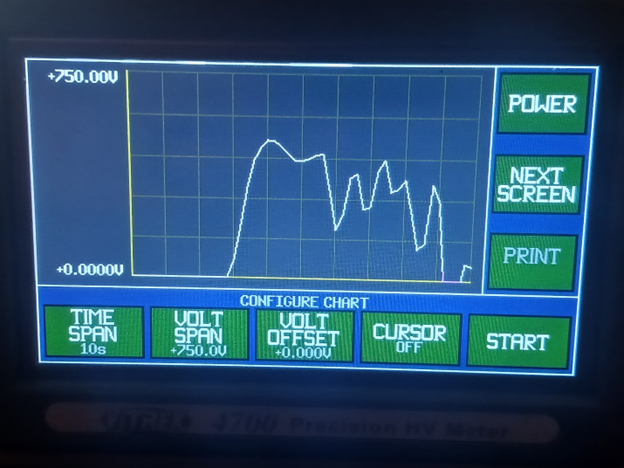 +750.00V
+0.0000V
POWER
NEXT
SCREEN
PRINT
CONFIGURE CHART
TIME
SPAN
10s
VOLT
SPAN
+750.0V
VOLT
OFFSET
+0.000V
CURSOR
OFF
START
4700 Precision HV Meter